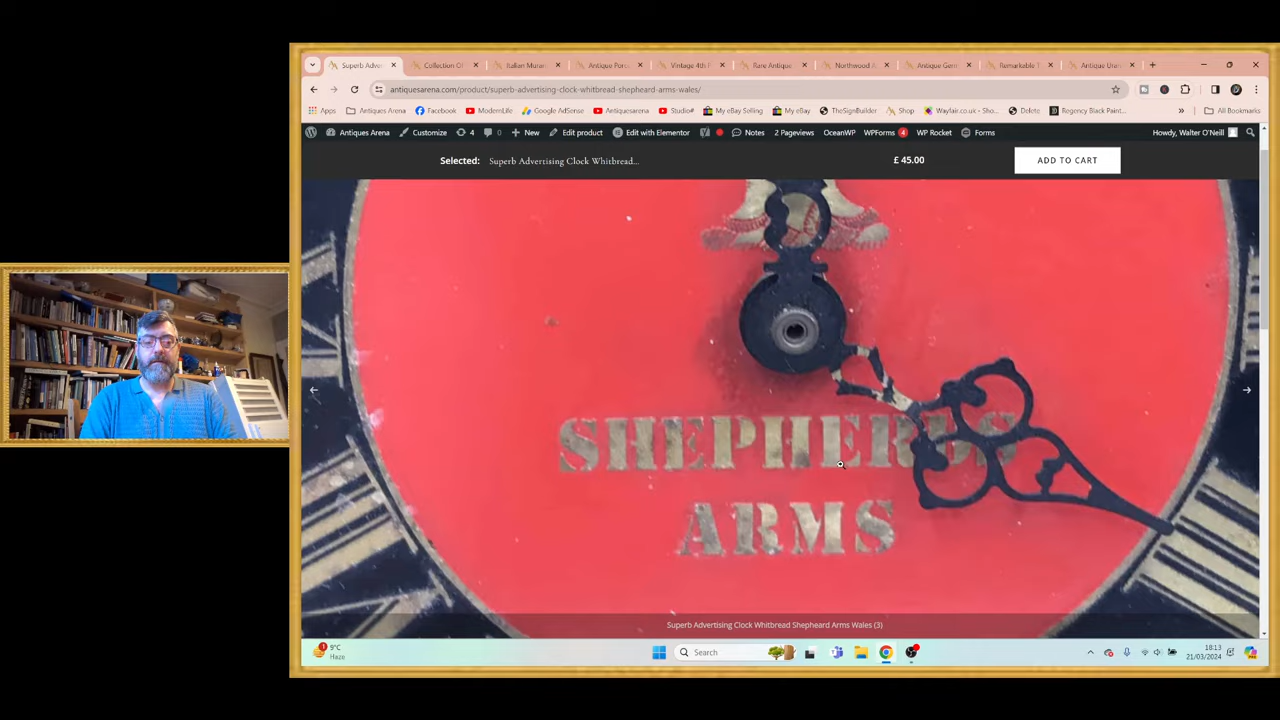 Superb Adver
Collection O
Italian Muran
Antique Porc
Vintage 4th P
Rare Antique
Northwood A
Antique Geor
Remarkable
Antique Uran
antiquesarena.com/product/superb-advertising-clock-whitbread-shepheard-arms-wales/
Apps Antiques Arena Facebook ModernLife Google AdSense Studio# Antiquesarena My eBay Selling My eBay TheSignBuilder Shop Wayfair.co.uk - Sho... Delete Regency Black Paint... » All Bookmarks
Antiques Arena Customize 4 0 New Edit product Edit with Elementor Notes 2 Pageviews OceanWP WPForms 4 WP Rocket Forms Howdy, Walter O'Neill
Selected: Superb Advertising Clock Whitbread... £ 45.00 ADD TO CART
SHEPHERDS
ARMS
Superb Advertising Clock Whitbread Shepheard Arms Wales (3)
1 9°C
Haze
Search
18:13
21/03/2024